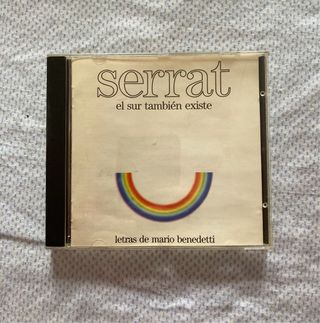 serrat
el sur también existe
letras de mario benedetti